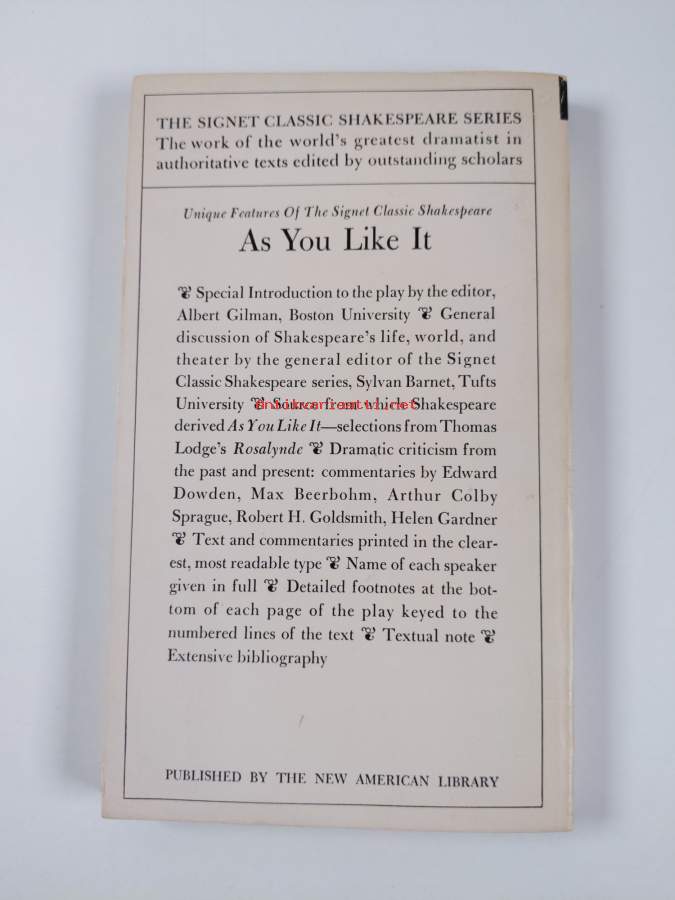 THE SIGNET CLASSIC SHAKESPEARE SERIES
The work of the world's greatest dramatist in
authoritative texts edited by outstanding scholars
Unique Features Of The Signet Classic Shakespeare
As You Like It
❦ Special Introduction to the play by the editor,
Albert Gilman, Boston University ❦ General
discussion of Shakespeare's life, world, and
theater by the general editor of the Signet
Classic Shakespeare series, Sylvan Barnet, Tufts
University ❦ Source from which Shakespeare
antikvariaatti.net
derived As You Like It—selections from Thomas
Lodge's Rosalynde ❦ Dramatic criticism from
the past and present: commentaries by Edward
Dowden, Max Beerbohm, Arthur Colby
Sprague, Robert H. Goldsmith, Helen Gardner
❦ Text and commentaries printed in the clear-
est, most readable type ❦ Name of each speaker
given in full ❦ Detailed footnotes at the bot-
tom of each page of the play keyed to the
numbered lines of the text ❦ Textual note ❦
Extensive bibliography
PUBLISHED BY THE NEW AMERICAN LIBRARY